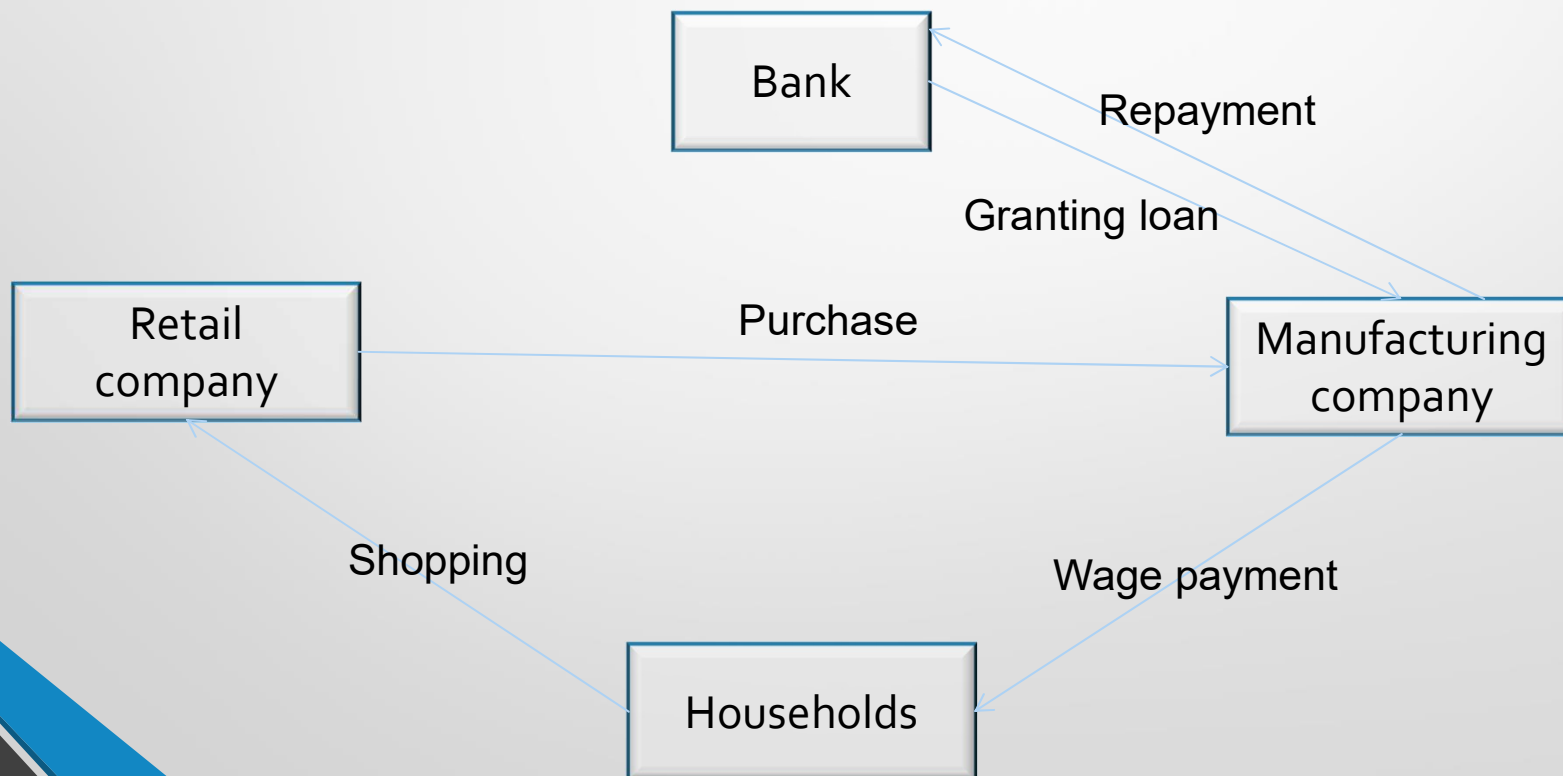 Bank
Repayment
Granting loan
Retail
company
Purchase
Manufacturing
company
Shopping
Wage payment
Households